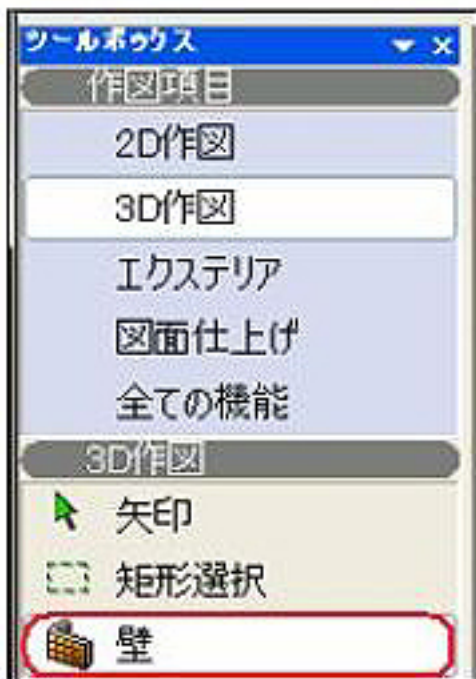 ツールボックス
作図項目
2D作図
3D作図
エクステリア
図面仕上げ
全ての機能
3D作図
矢印
矩形選択
壁